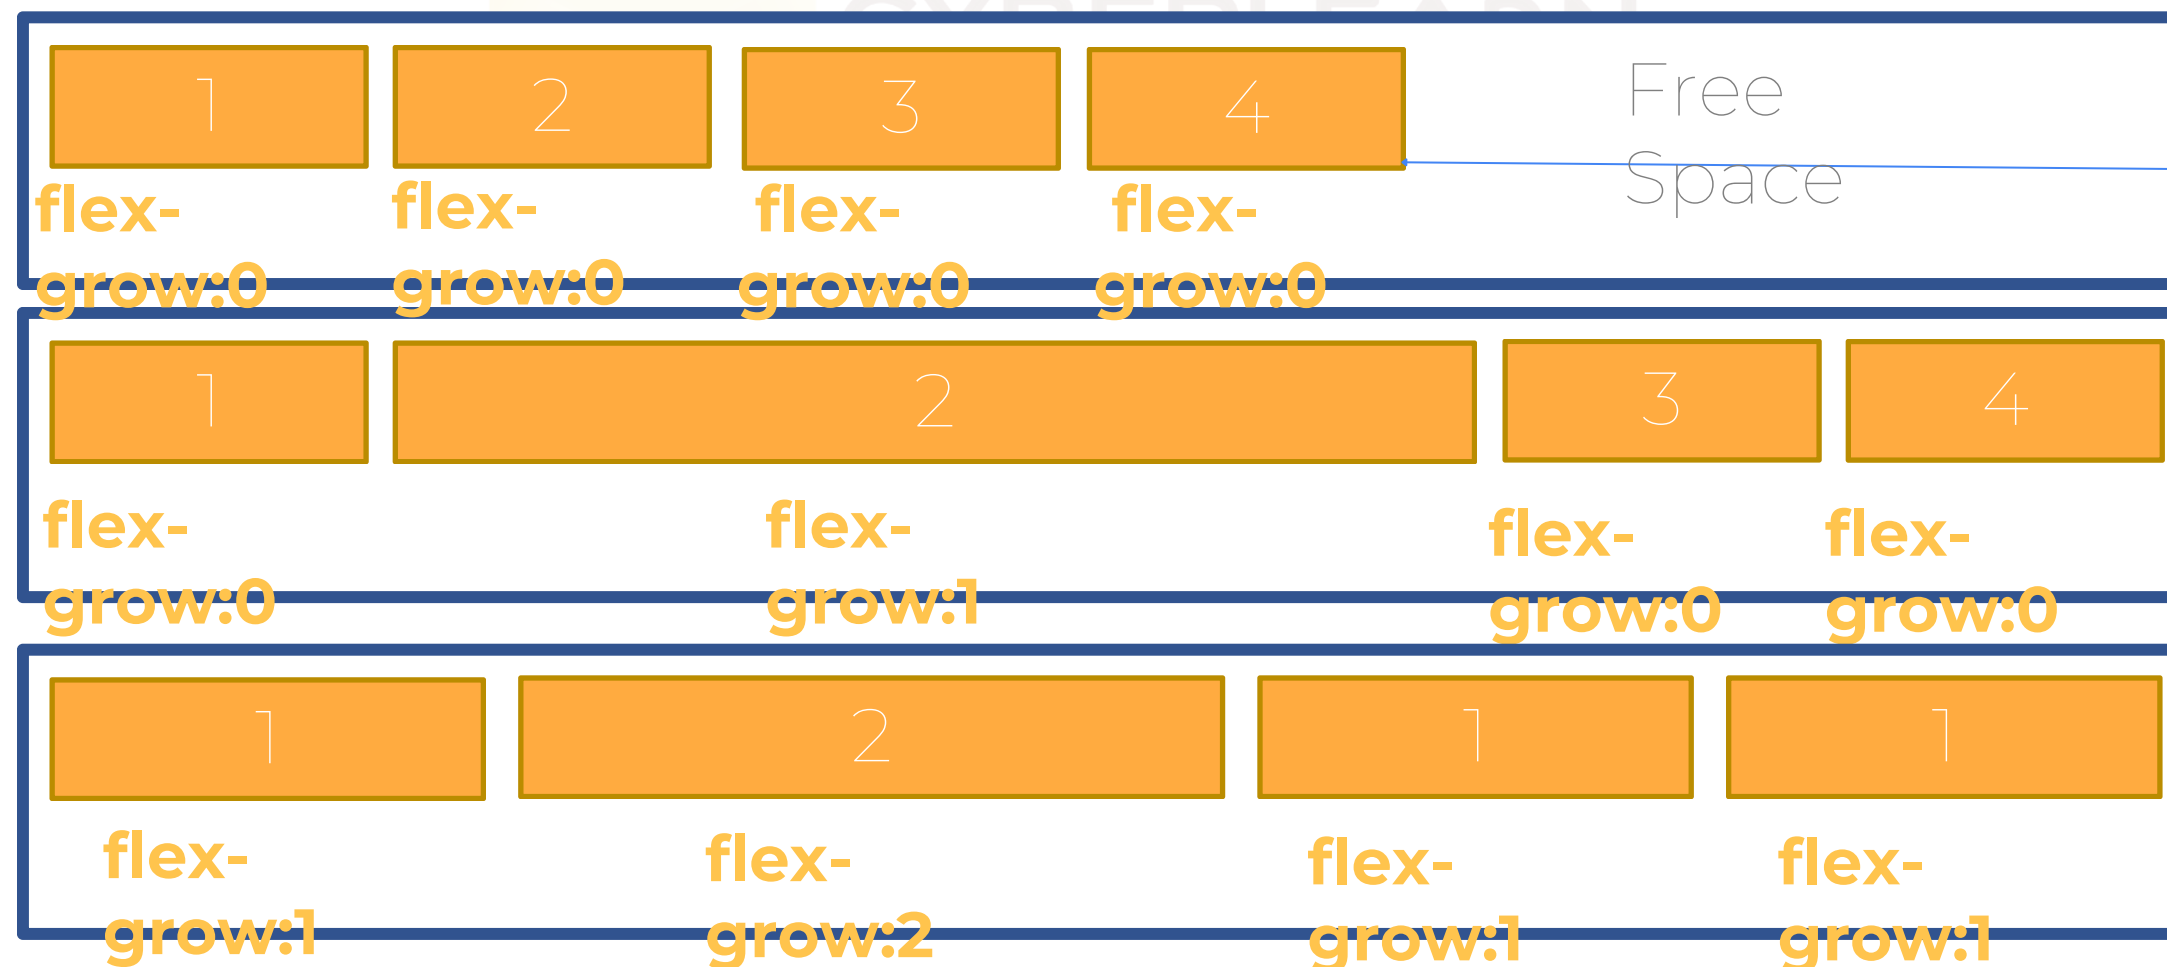 CYBERLEARN
1 2 3 4 Free
Space
flex- flex- flex- flex-
grow:0 grow:0 grow:0 grow:0
1 2 3 4
flex- flex- flex- flex-
grow:0 grow:1 grow:0 grow:0
1 2 1 1
flex- flex- flex- flex-
grow:1 grow:2 grow:1 grow:1